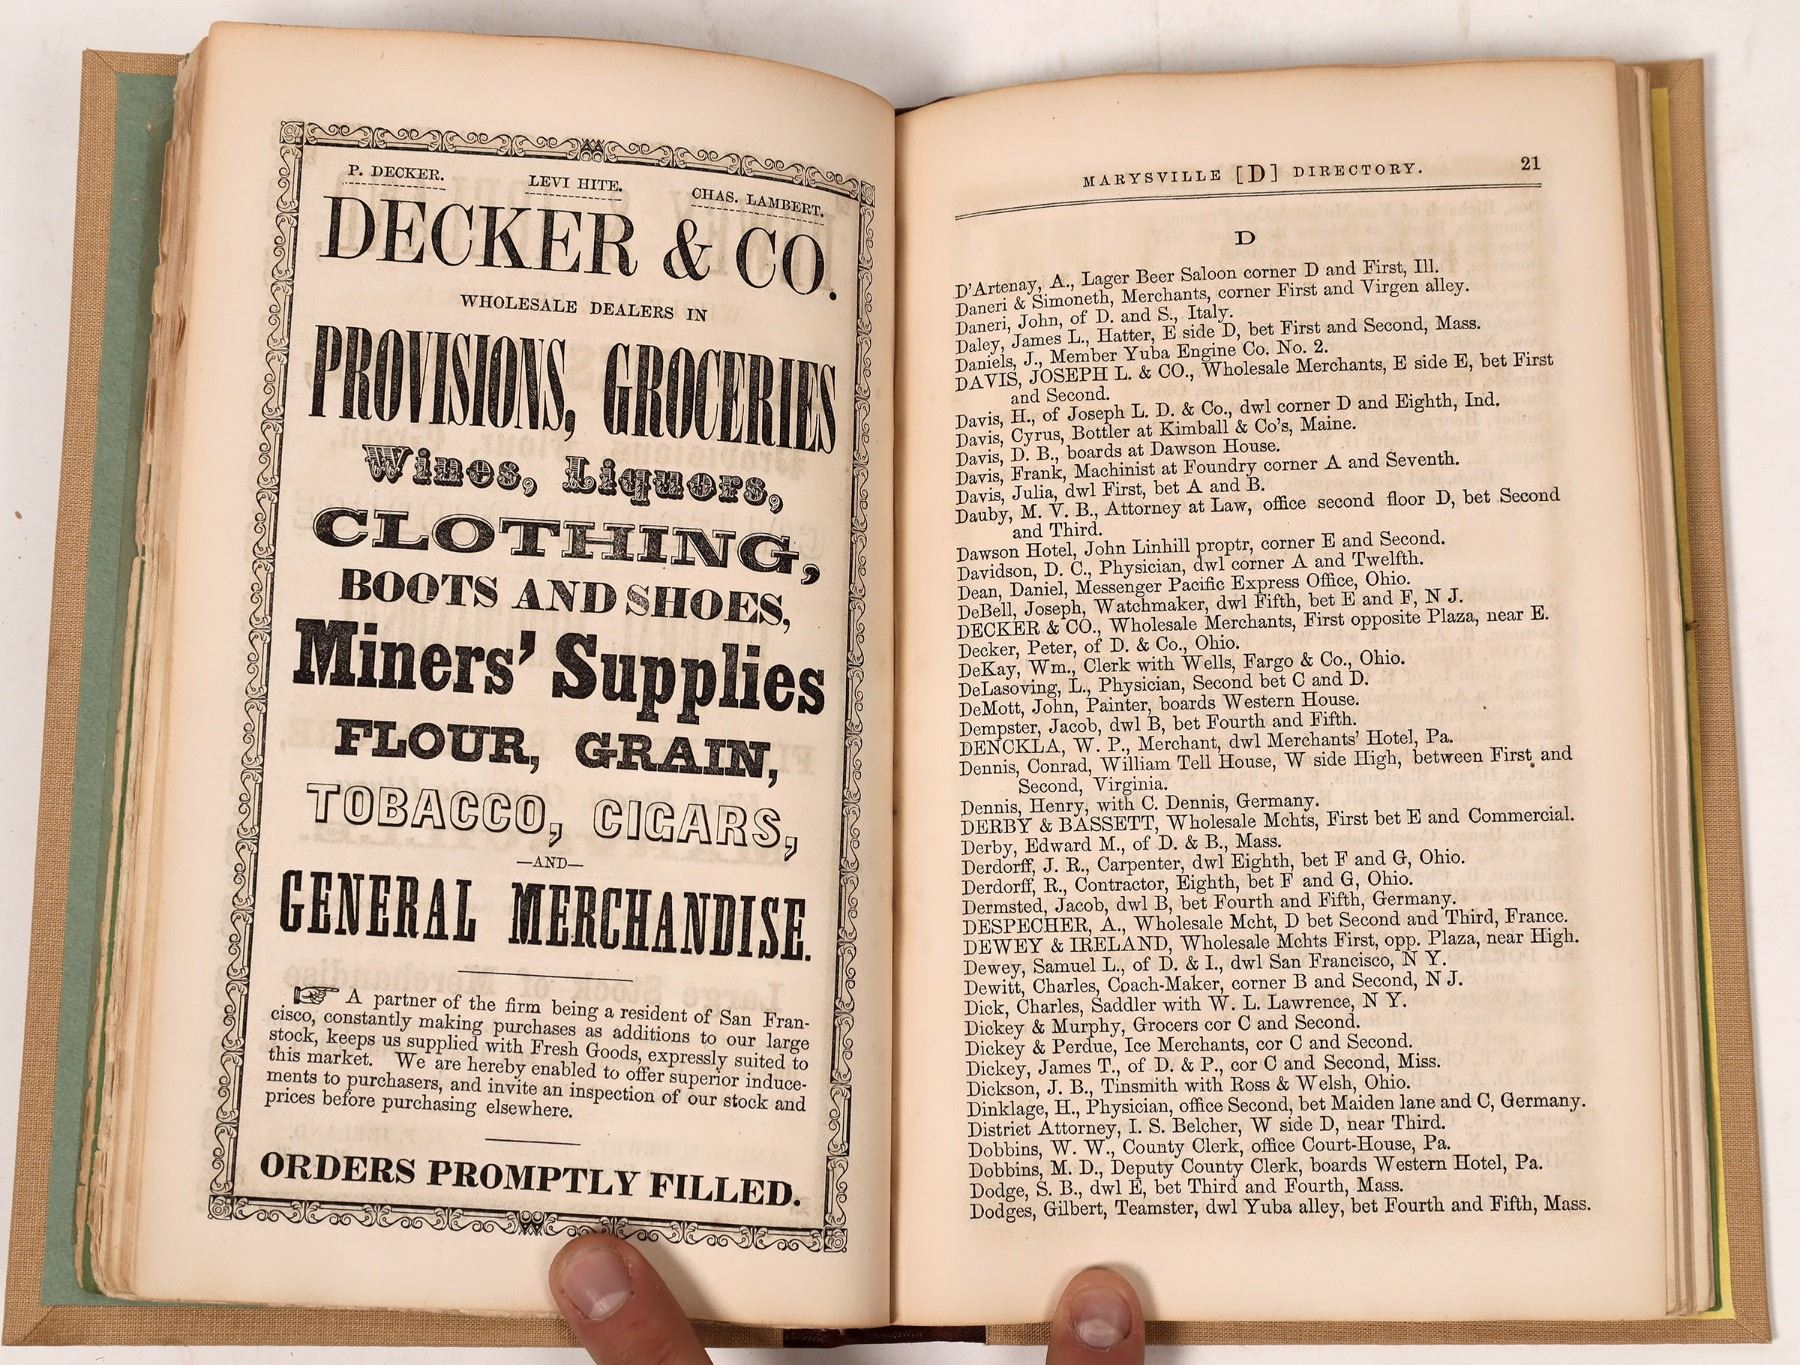 P. DECKER. LEVI HITE. CHAS. LAMBERT.
DECKER & CO.
WHOLESALE DEALERS IN
PROVISIONS, GROCERIES
Wines, Liquors,
CLOTHING,
BOOTS AND SHOES,
Miners' Supplies
FLOUR, GRAIN,
TOBACCO, CIGARS,
—AND—
GENERAL MERCHANDISE.
☞ A partner of the firm being a resident of San Fran-
cisco, constantly making purchases as additions to our large
stock, keeps us supplied with Fresh Goods, expressly suited to
this market. We are hereby enabled to offer superior induce-
ments to purchasers, and invite an inspection of our stock and
prices before purchasing elsewhere.
ORDERS PROMPTLY FILLED.
MARYSVILLE [D] DIRECTORY. 21
D
D'Artenay, A., Lager Beer Saloon corner D and First, Ill.
Daneri & Simoneth, Merchants, corner First and Virgen alley.
Daneri, John, of D. and S., Italy.
Daley, James L., Hatter, E side D, bet First and Second, Mass.
Daniels, J., Member Yuba Engine Co. No. 2.
DAVIS, JOSEPH L. & CO., Wholesale Merchants, E side E, bet First
and Second.
Davis, H., of Joseph L. D. & Co., dwl corner D and Eighth, Ind.
Davis, Cyrus, Bottler at Kimball & Co's, Maine.
Davis, D. B., boards at Dawson House.
Davis, Frank, Machinist at Foundry corner A and Seventh.
Davis, Julia, dwl First, bet A and B.
Dauby, M. V. B., Attorney at Law, office second floor D, bet Second
and Third.
Dawson Hotel, John Linhill proptr, corner E and Second.
Davidson, D. C., Physician, dwl corner A and Twelfth.
Dean, Daniel, Messenger Pacific Express Office, Ohio.
DeBell, Joseph, Watchmaker, dwl Fifth, bet E and F, N J.
DECKER & CO., Wholesale Merchants, First opposite Plaza, near E.
Decker, Peter, of D. & Co., Ohio.
DeKay, Wm., Clerk with Wells, Fargo & Co., Ohio.
DeLasoving, L., Physician, Second bet C and D.
DeMott, John, Painter, boards Western House.
Dempster, Jacob, dwl B, bet Fourth and Fifth.
DENCKLA, W. P., Merchant, dwl Merchants' Hotel, Pa.
Dennis, Conrad, William Tell House, W side High, between First and
Second, Virginia.
Dennis, Henry, with C. Dennis, Germany.
DERBY & BASSETT, Wholesale Mchts, First bet E and Commercial.
Derby, Edward M., of D. & B., Mass.
Derdorff, J. R., Carpenter, dwl Eighth, bet F and G, Ohio.
Derdorff, R., Contractor, Eighth, bet F and G, Ohio.
Dermsted, Jacob, dwl B, bet Fourth and Fifth, Germany.
DESPECHER, A., Wholesale Mcht, D bet Second and Third, France.
DEWEY & IRELAND, Wholesale Mchts First, opp. Plaza, near High.
Dewey, Samuel L., of D. & I., dwl San Francisco, N Y.
Dewitt, Charles, Coach-Maker, corner B and Second, N J.
Dick, Charles, Saddler with W. L. Lawrence, N Y.
Dickey & Murphy, Grocers cor C and Second.
Dickey & Perdue, Ice Merchants, cor C and Second.
Dickey, James T., of D. & P., cor C and Second, Miss.
Dickson, J. B., Tinsmith with Ross & Welsh, Ohio.
Dinklage, H., Physician, office Second, bet Maiden lane and C, Germany.
District Attorney, I. S. Belcher, W side D, near Third.
Dobbins, W. W., County Clerk, office Court-House, Pa.
Dobbins, M. D., Deputy County Clerk, boards Western Hotel, Pa.
Dodge, S. B., dwl E, bet Third and Fourth, Mass.
Dodges, Gilbert, Teamster, dwl Yuba alley, bet Fourth and Fifth, Mass.